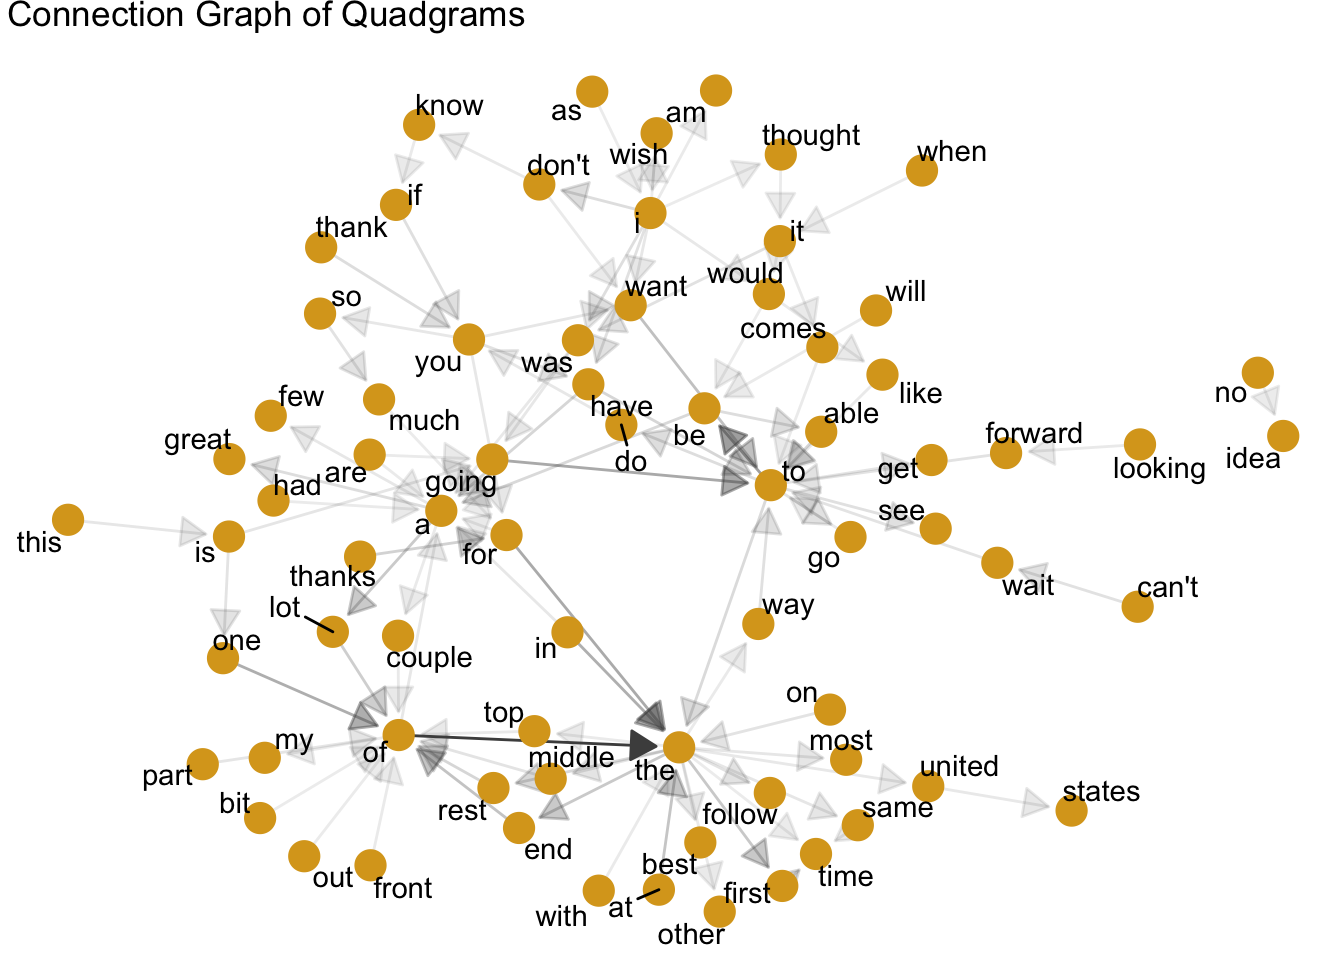 Connection Graph of Quadgrams
know
as
am
thought
when
wish
don't
if
i
thank
it
so
want
would
will
comes
you
was
like
few
much
have
able
no
great
are
be
do
forward
idea
looking
had
going
to
get
see
this
is
a
for
go
thanks
wait
can't
lot
one
couple
in
way
on
top
my
of
middle
the
most
united
part
bit
rest
follow
same
states
end
best
time
out
front
first
with
at
other